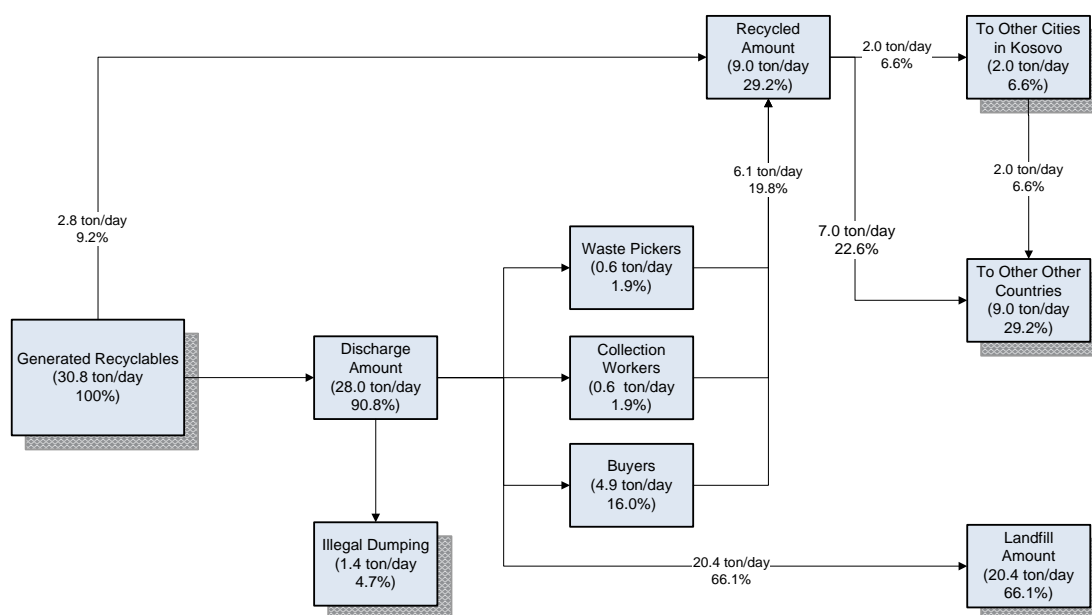 Recycled
Amount
(9.0 ton/day
29.2%)
2.0 ton/day
6.6%
To Other Cities
in Kosovo
(2.0 ton/day
6.6%)
6.1 ton/day
19.8%
2.0 ton/day
6.6%
2.8 ton/day
9.2%
7.0 ton/day
22.6%
Waste Pickers
(0.6 ton/day
1.9%)
To Other Other
Countries
(9.0 ton/day
29.2%)
Generated Recyclables
(30.8 ton/day
100%)
Discharge
Amount
(28.0 ton/day
90.8%)
Collection
Workers
(0.6 ton/day
1.9%)
Buyers
(4.9 ton/day
16.0%)
Illegal Dumping
(1.4 ton/day
4.7%)
20.4 ton/day
66.1%
Landfill
Amount
(20.4 ton/day
66.1%)